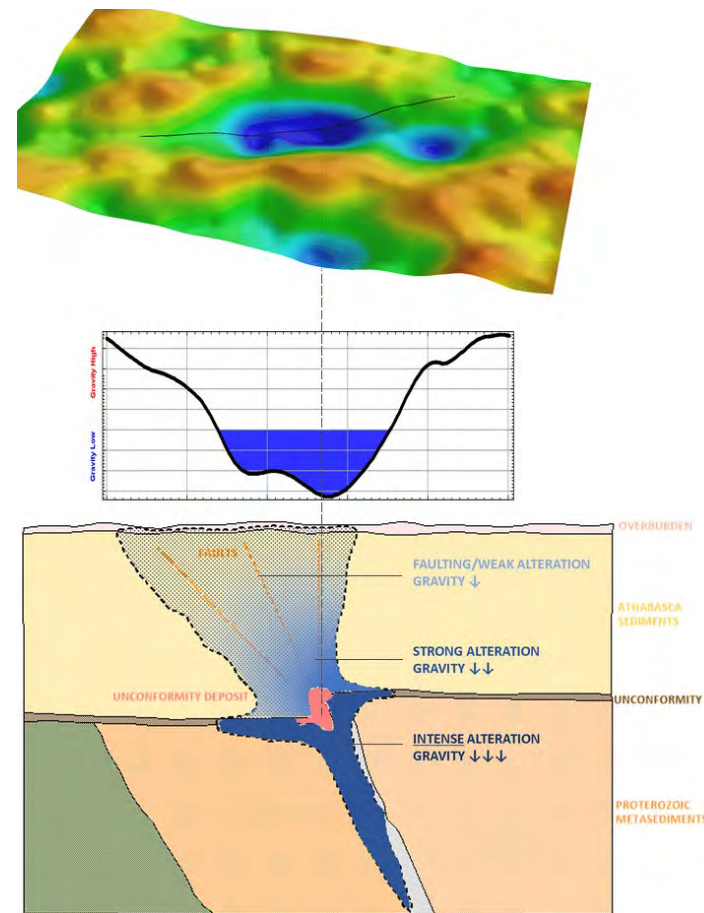 Gravity High
Gravity Low
OVERBURDEN
FAULTS
FAULTING/WEAK ALTERATION
GRAVITY ↓
ATHABASCA
SEDIMENTS
STRONG ALTERATION
GRAVITY ↓↓
UNCONFORMITY DEPOSIT
UNCONFORMITY
INTENSE ALTERATION
GRAVITY ↓↓↓
PROTEROZOIC
METASEDIMENTS